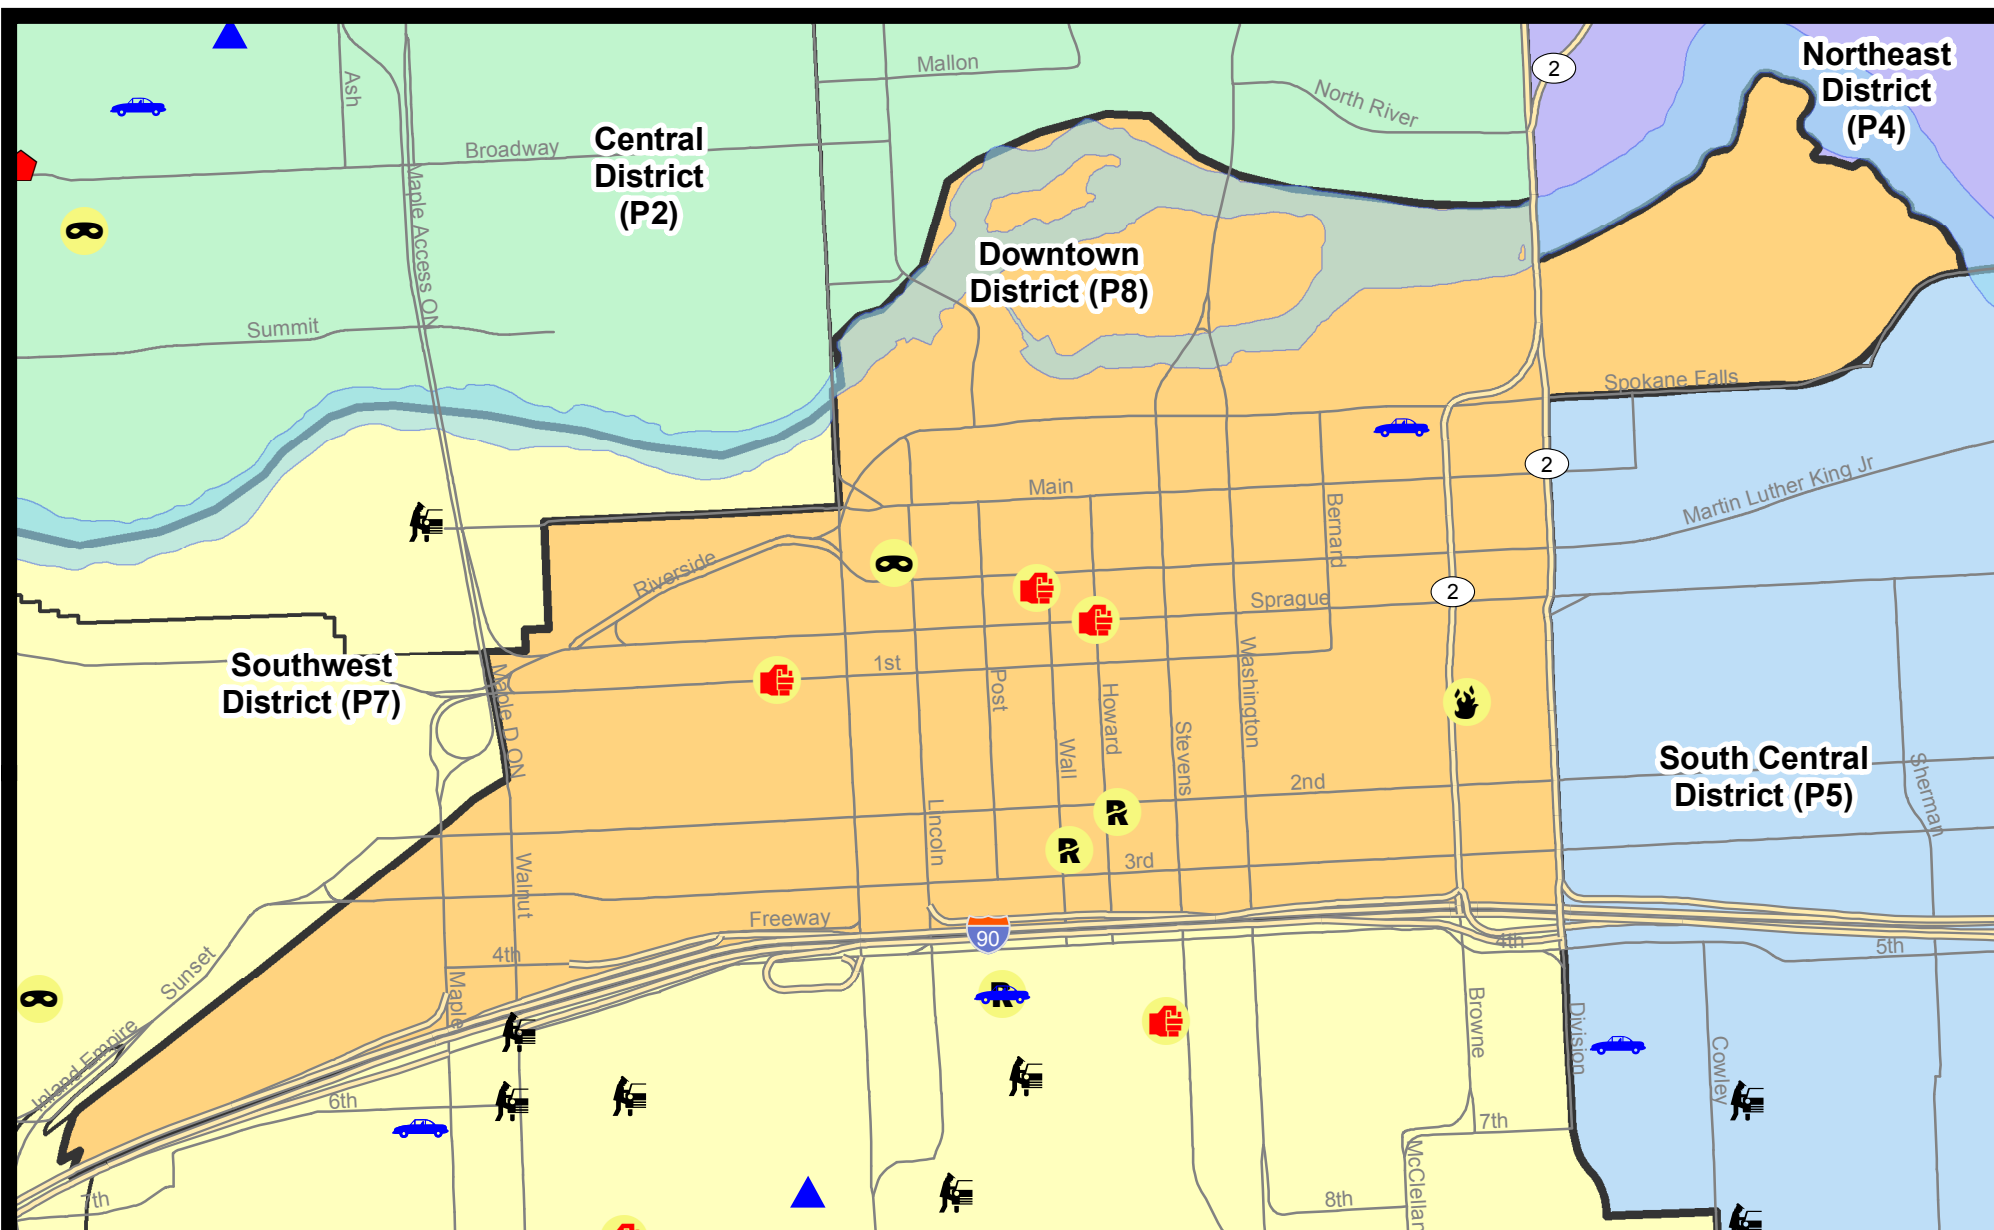 2
Northeast
District
(P4)
Mallon
Ash
North River
Central
District
(P2)
Broadway
Maple Access ON
Downtown
District (P8)
Summit
Spokane Falls
2
Main
Martin Luther King Jr
Bernard
Riverside
2
Sprague
Southwest
District (P7)
1st
Washington
Maple D ON
Post
Howard
Stevens
Wall
South Central
District (P5)
Sherman
2nd
Lincoln
3rd
Walnut
Freeway
90
4th
4th
5th
Sunset
Maple
R
R
R
Browne
Division
Cowley
Inland Empire
6th
7th
McClellan
7th
8th